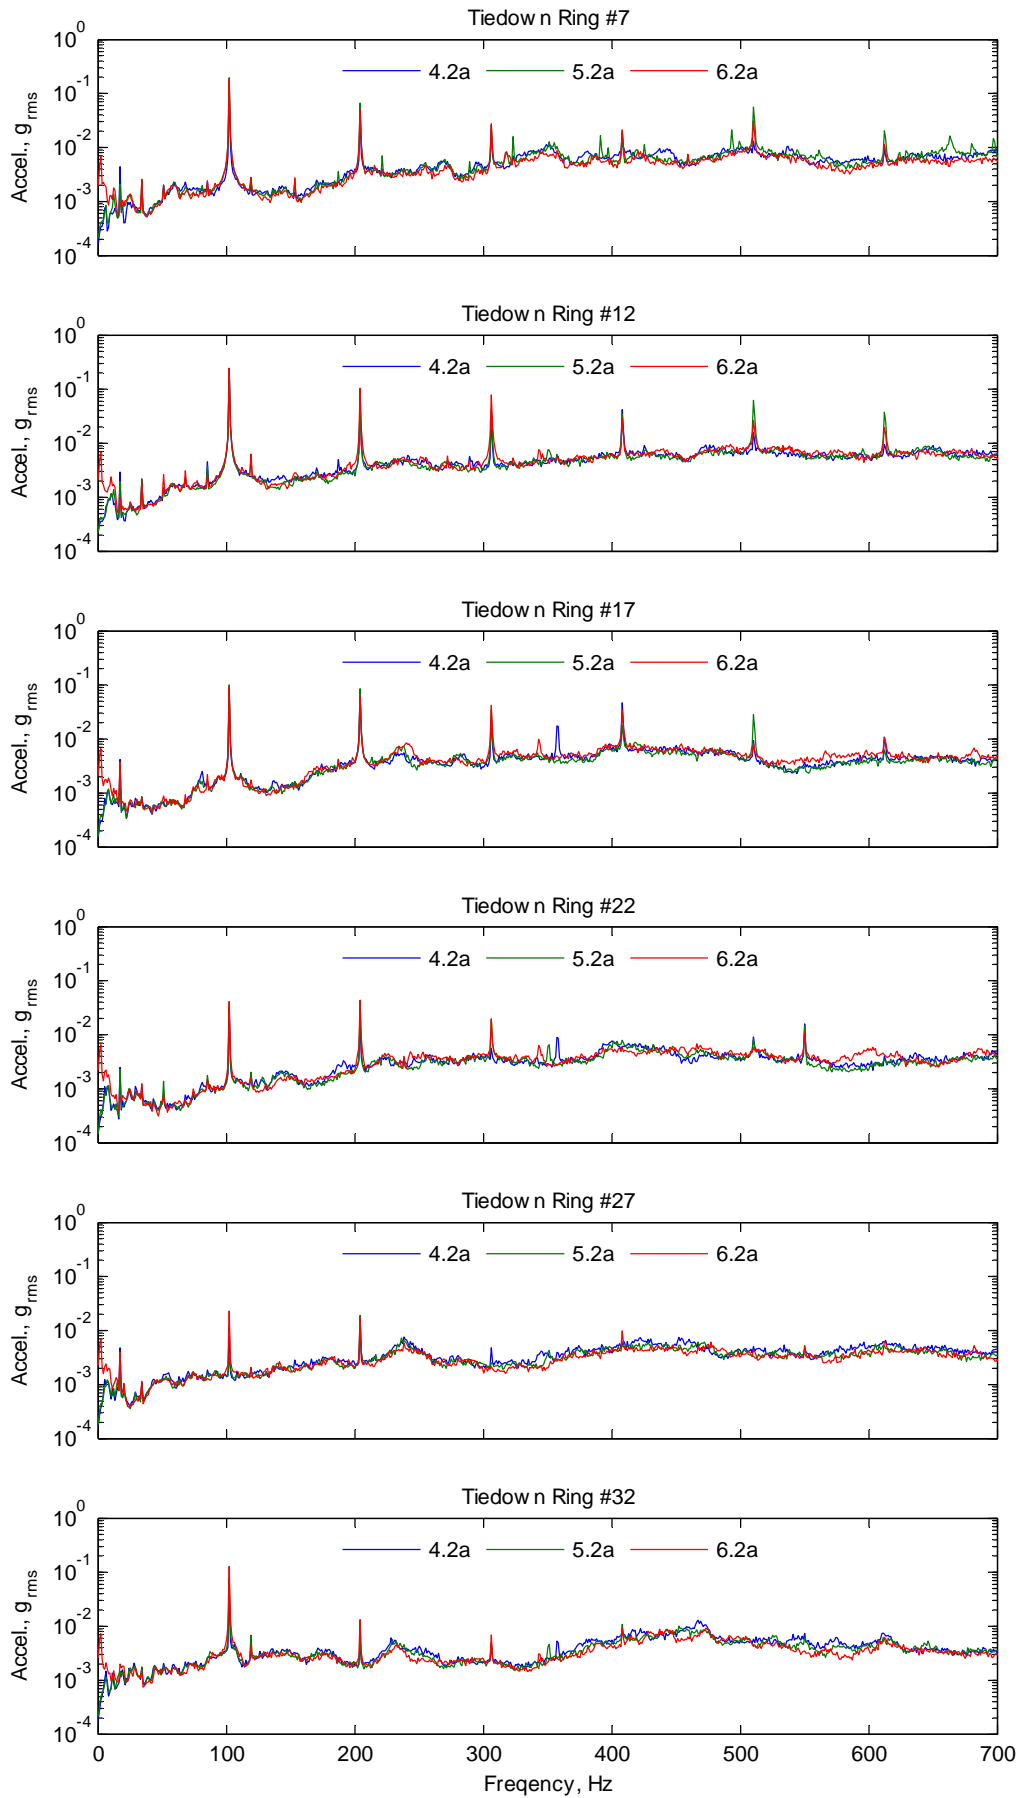 Tiedow n Ring #7
10^0
10^-1
10^-2
10^-3
10^-4
Accel., g_rms
4.2a 5.2a 6.2a
Tiedow n Ring #12
10^0
10^-1
10^-2
10^-3
10^-4
Accel., g_rms
4.2a 5.2a 6.2a
Tiedow n Ring #17
10^0
10^-1
10^-2
10^-3
10^-4
Accel., g_rms
4.2a 5.2a 6.2a
Tiedow n Ring #22
10^0
10^-1
10^-2
10^-3
10^-4
Accel., g_rms
4.2a 5.2a 6.2a
Tiedow n Ring #27
10^0
10^-1
10^-2
10^-3
10^-4
Accel., g_rms
4.2a 5.2a 6.2a
Tiedow n Ring #32
10^0
10^-1
10^-2
10^-3
10^-4
Accel., g_rms
4.2a 5.2a 6.2a
0 100 200 300 400 500 600 700
Freqency, Hz